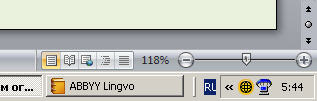 118%
м ог... ABBYY Lingvo RU « 5:44